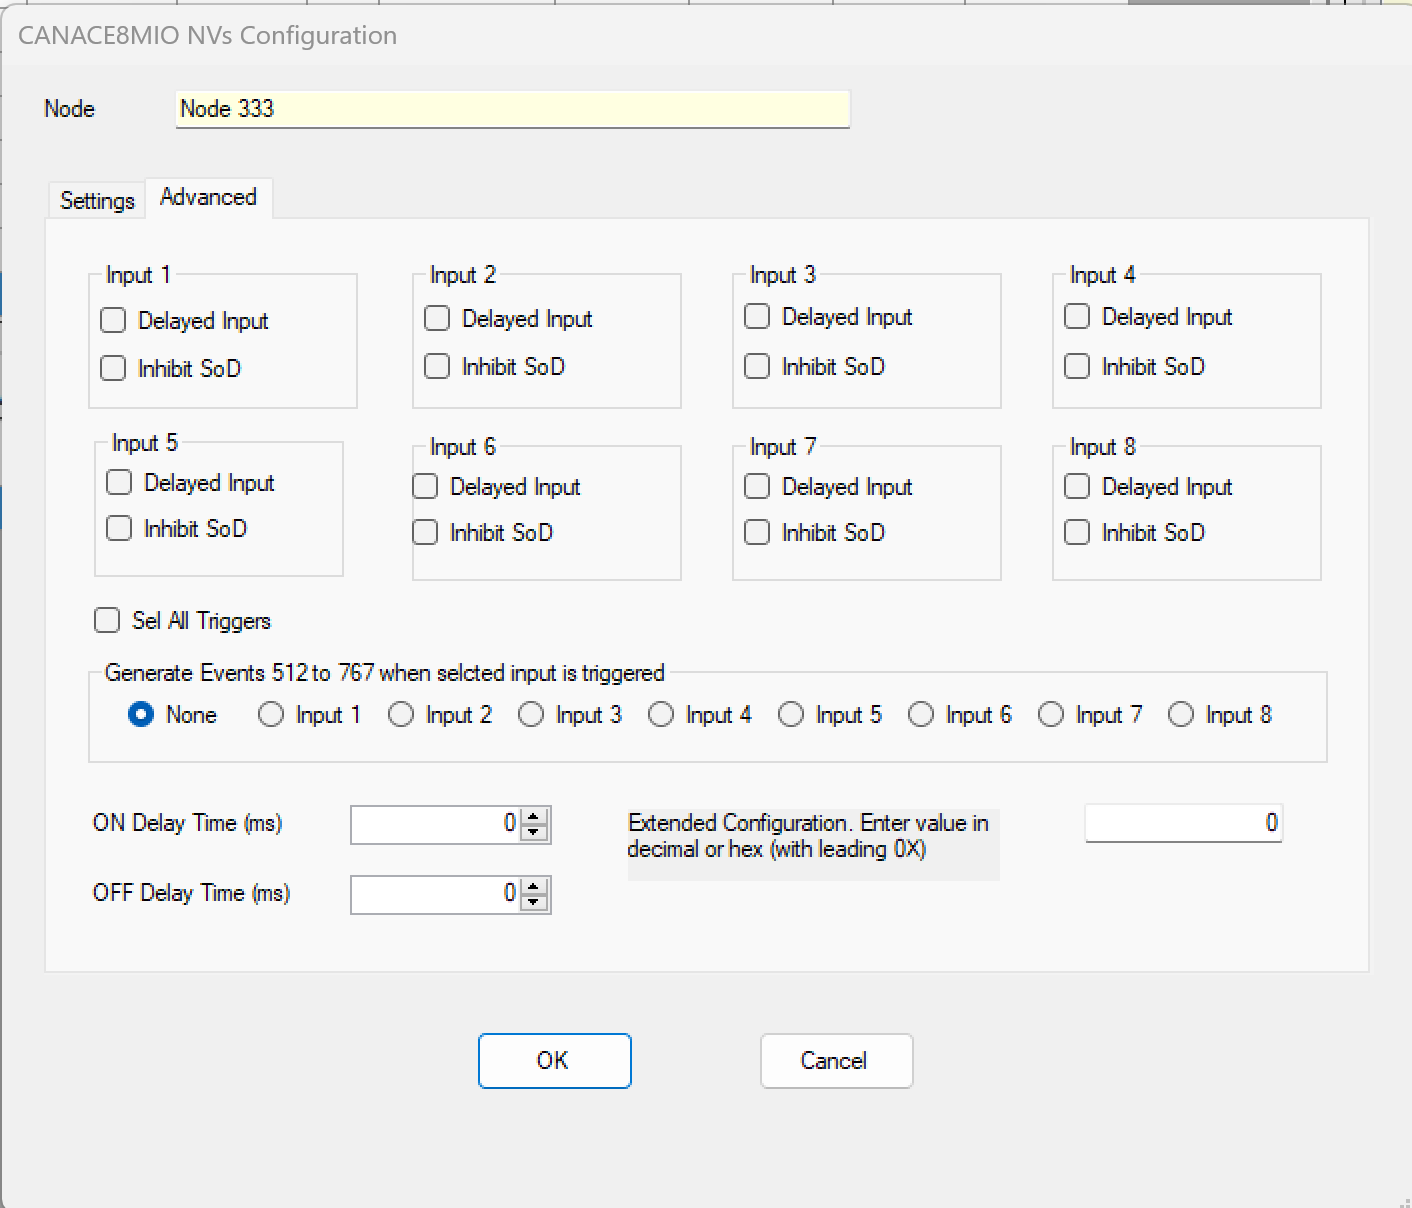 CANACE8MIO NVs Configuration
Node
Node 333
Settings
Advanced
Input 1
Input 2
Input 3
Input 4
Delayed Input
Delayed Input
Delayed Input
Delayed Input
Inhibit SoD
Inhibit SoD
Inhibit SoD
Inhibit SoD
Input 5
Input 6
Input 7
Input 8
Delayed Input
Delayed Input
Delayed Input
Delayed Input
Inhibit SoD
Inhibit SoD
Inhibit SoD
Inhibit SoD
Sel All Triggers
Generate Events 512 to 767 when selcted input is triggered
None
Input 1
Input 2
Input 3
Input 4
Input 5
Input 6
Input 7
Input 8
ON Delay Time (ms)
0
Extended Configuration. Enter value in
decimal or hex (with leading 0X)
0
OFF Delay Time (ms)
0
OK
Cancel